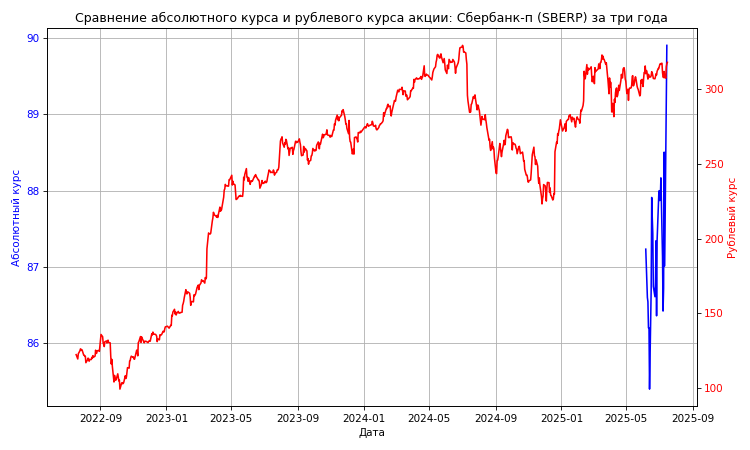 Сравнение абсолютного курса и рублевого курса акции: Сбербанк-п (SBERP) за три года
90
89
88
87
86
Абсолютный курс
300
250
200
150
100
Рублевый курс
2022-09 2023-01 2023-05 2023-09 2024-01 2024-05 2024-09 2025-01 2025-05 2025-09
Дата